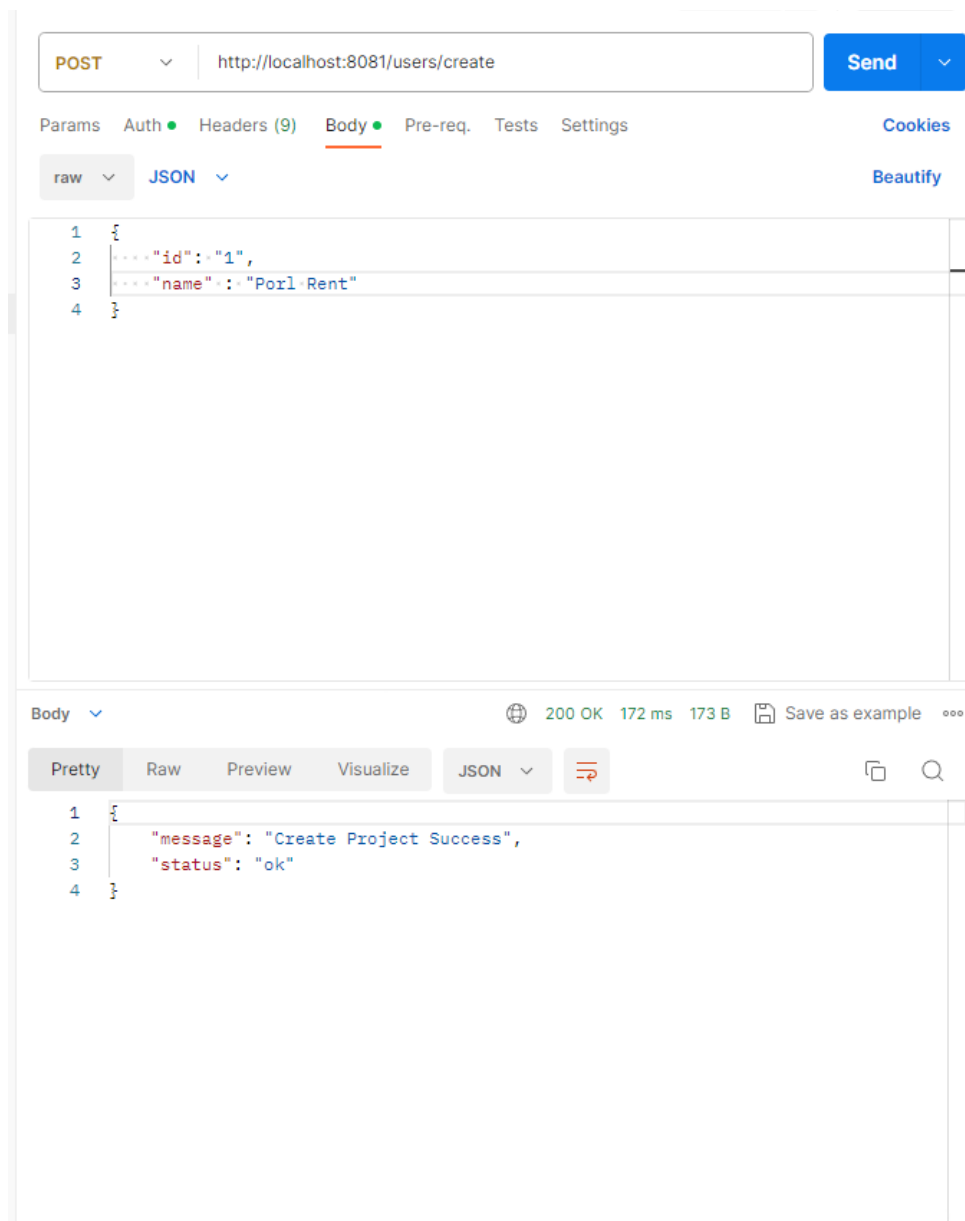 POST http://localhost:8081/users/create Send
Params Auth Headers (9) Body Pre-req. Tests Settings Cookies
raw JSON Beautify
1 {
2 "id": "1",
3 "name" : "Porl Rent"
4 }
Body 200 OK 172 ms 173 B Save as example
Pretty Raw Preview Visualize JSON
1 {
2 "message": "Create Project Success",
3 "status": "ok"
4 }